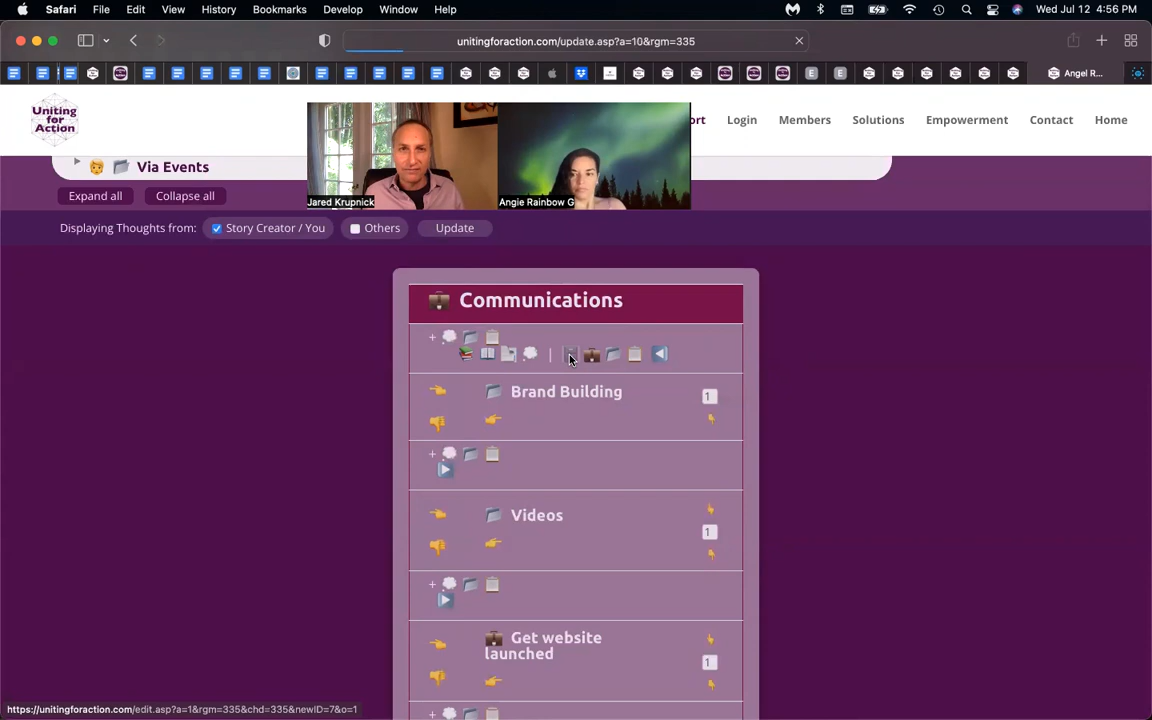 Safari File Edit View History Bookmarks Develop Window Help Wed Jul 12 4:56 PM
unitingforaction.com/update.asp?a=10&rgm=335
Angel R...
Uniting
for
Action
ort Login Members Solutions Empowerment Contact Home
Via Events
Jared Krupnick
Angie Rainbow G
Expand all Collapse all
Displaying Thoughts from: Story Creator / You Others Update
Communications
+
|
Brand Building 1
+
Videos 1
+
Get website
launched 1
+
https://unitingforaction.com/edit.asp?a=1&rgm=335&chd=335&newID=7&o=1